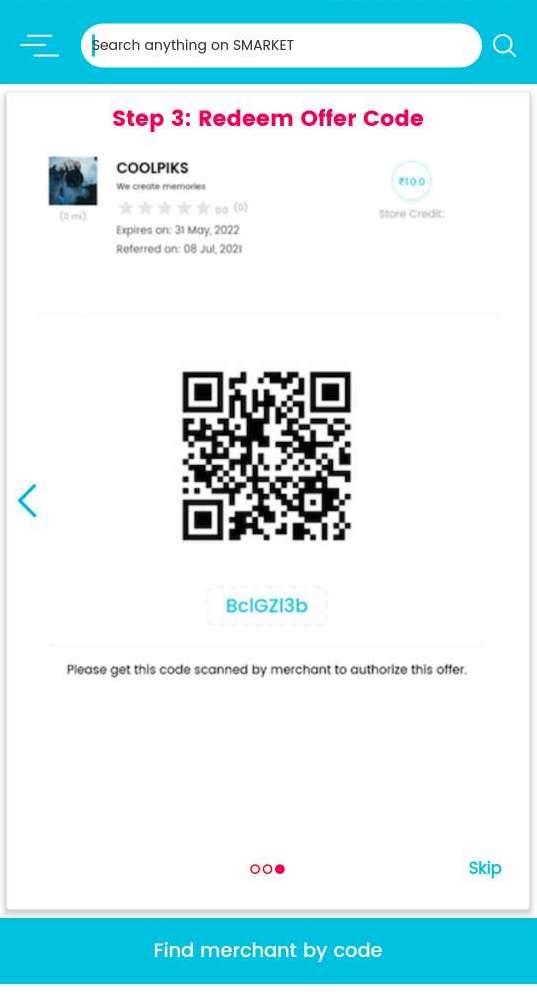 Search anything on SMARKET
Step 3: Redeem Offer Code
COOLPIKS
We create memories
(0 mi)
0.0 (0)
₹10.0
Store Credit:
Expires on: 31 May, 2022
Referred on: 08 Jul, 2021
BclGZl3b
Please get this code scanned by merchant to authorize this offer.
Skip
Find merchant by code